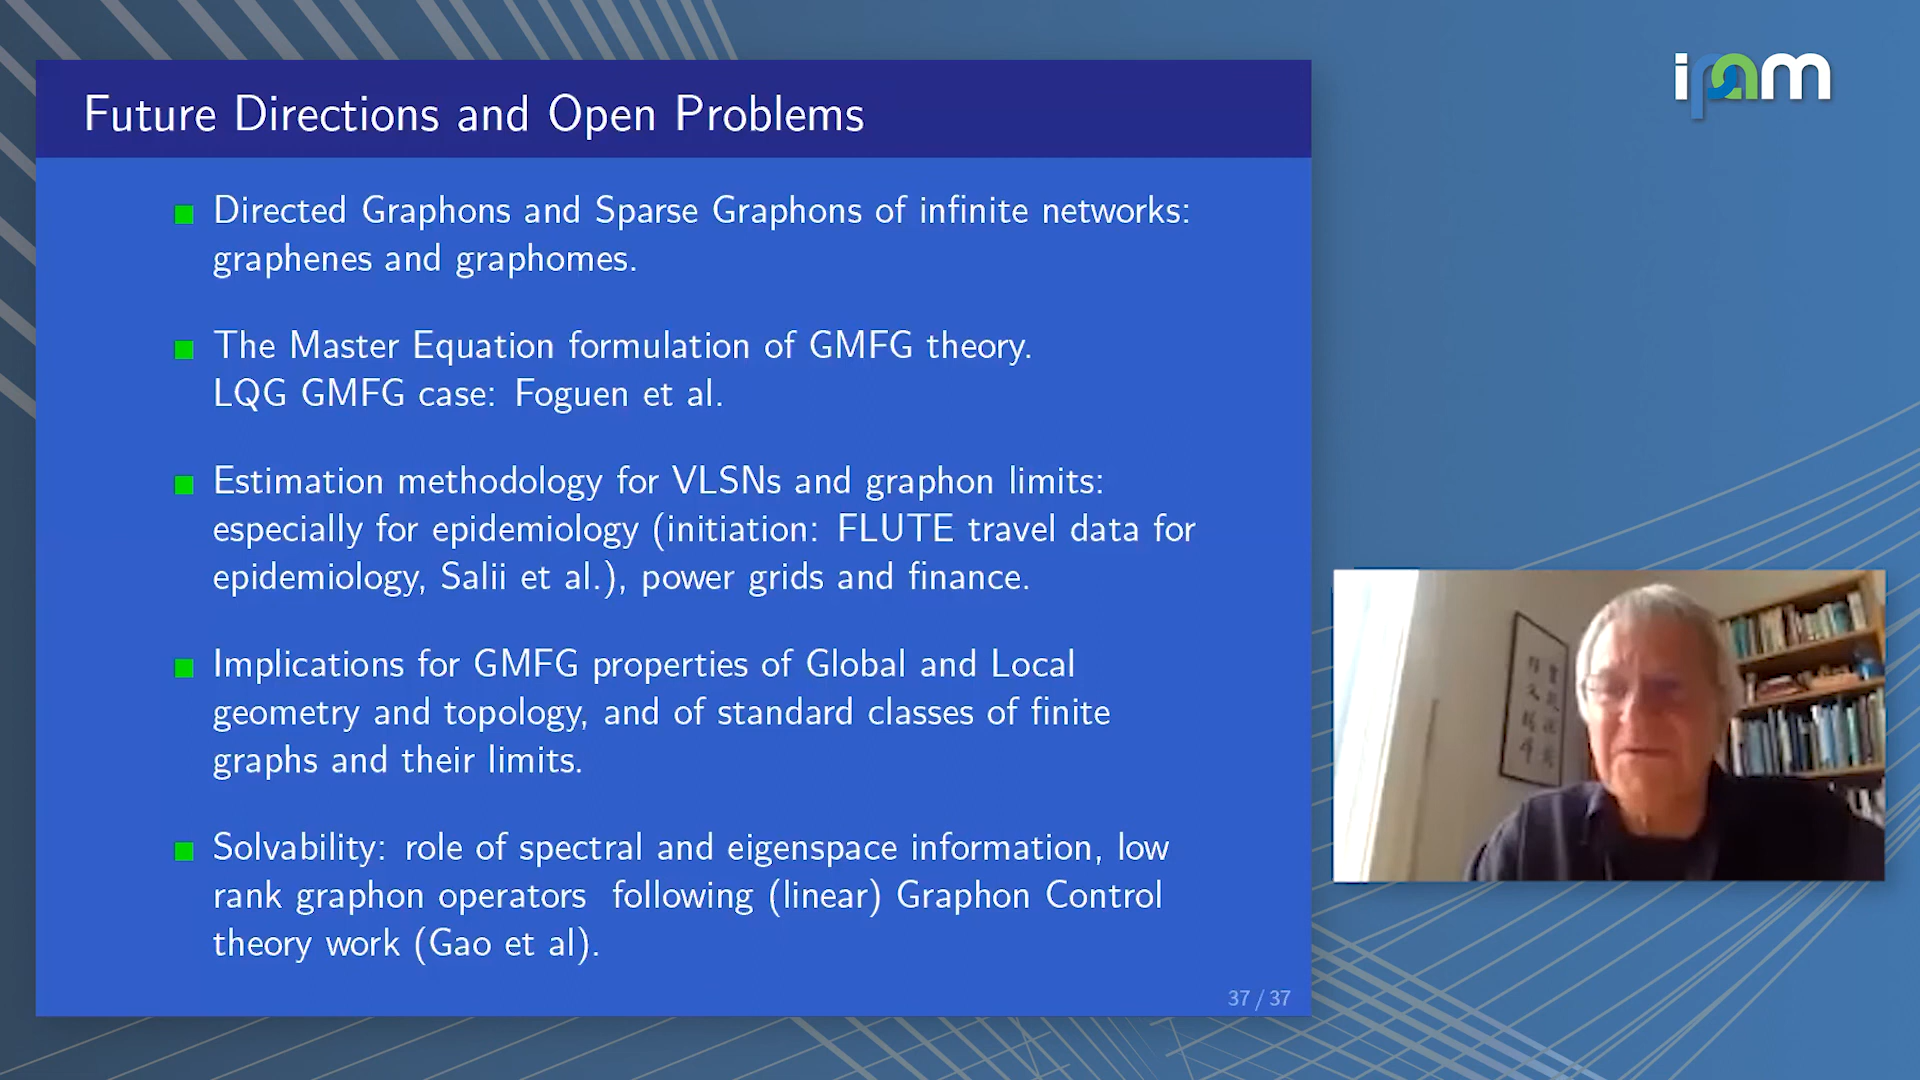 ipam
Future Directions and Open Problems
Directed Graphons and Sparse Graphons of infinite networks:
graphenes and graphomes.
The Master Equation formulation of GMFG theory.
LQG GMFG case: Foguen et al.
Estimation methodology for VLSNs and graphon limits:
especially for epidemiology (initiation: FLUTE travel data for
epidemiology, Salii et al.), power grids and finance.
Implications for GMFG properties of Global and Local
geometry and topology, and of standard classes of finite
graphs and their limits.
Solvability: role of spectral and eigenspace information, low
rank graphon operators following (linear) Graphon Control
theory work (Gao et al).
37 / 37